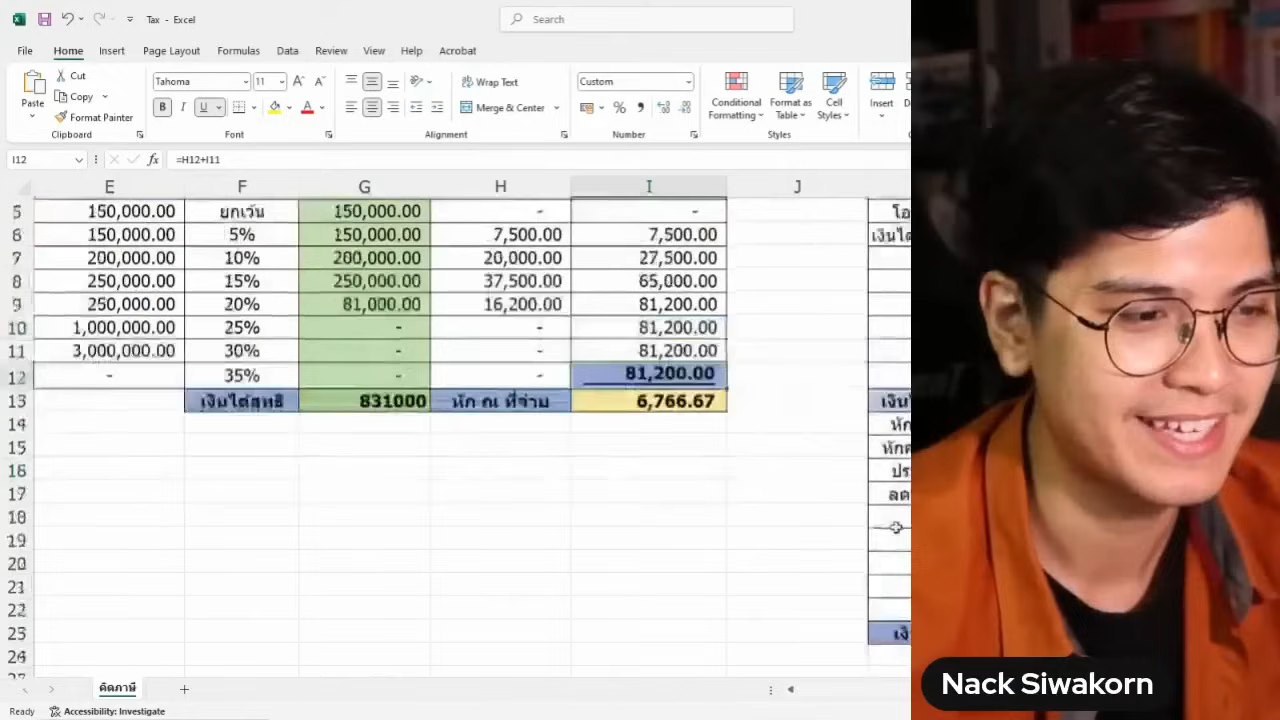 Tax - Excel
Search
File Home Insert Page Layout Formulas Data Review View Help Acrobat
Paste Cut Copy Format Painter
Clipboard
Tahoma 11
B I U
Font
Wrap Text
Merge & Center
Alignment
Custom
Number
Conditional Formatting Format as Table Cell Styles
Styles
Insert
I12 fx =H12+I11
E F G H I J
5 150,000.00 ยกเว้น 150,000.00 - -
6 150,000.00 5% 150,000.00 7,500.00 7,500.00
7 200,000.00 10% 200,000.00 20,000.00 27,500.00
8 250,000.00 15% 250,000.00 37,500.00 65,000.00
9 250,000.00 20% 81,000.00 16,200.00 81,200.00
10 1,000,000.00 25% - - 81,200.00
11 3,000,000.00 30% - - 81,200.00
12 - 35% - - 81,200.00
13 เงินได้สุทธิ 831000 หัก ณ ที่จ่าย 6,766.67
14
15
16
17
18
19
20
21
22
23
24
คิดภาษี
Ready Accessibility: Investigate
Nack Siwakorn